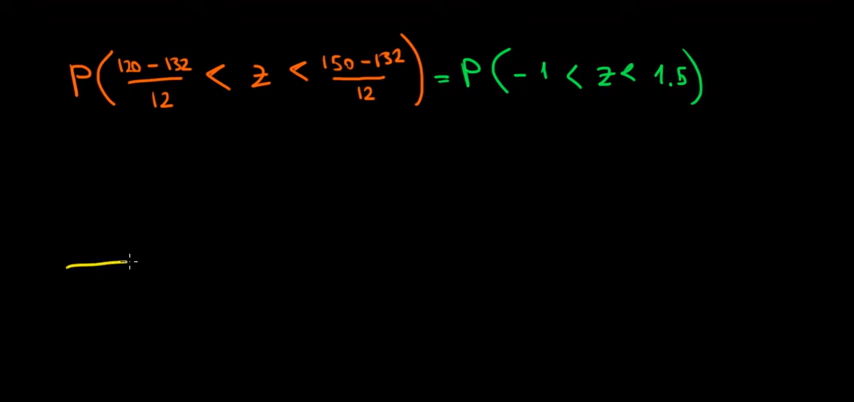 P(120-132/12 < z < 150-132/12) = P(-1 < z < 1.5)